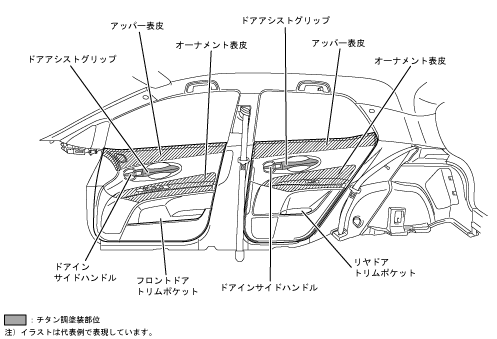 ドアアシストグリップ
アッパー表皮
アッパー表皮
オーナメント表皮
ドアアシストグリップ
オーナメント表皮
ドアイン
サイドハンドル
フロントドア
トリムポケット
ドアインサイドハンドル
リヤドア
トリムポケット
：チタン調塗装部位
注）イラストは代表例で表現しています。